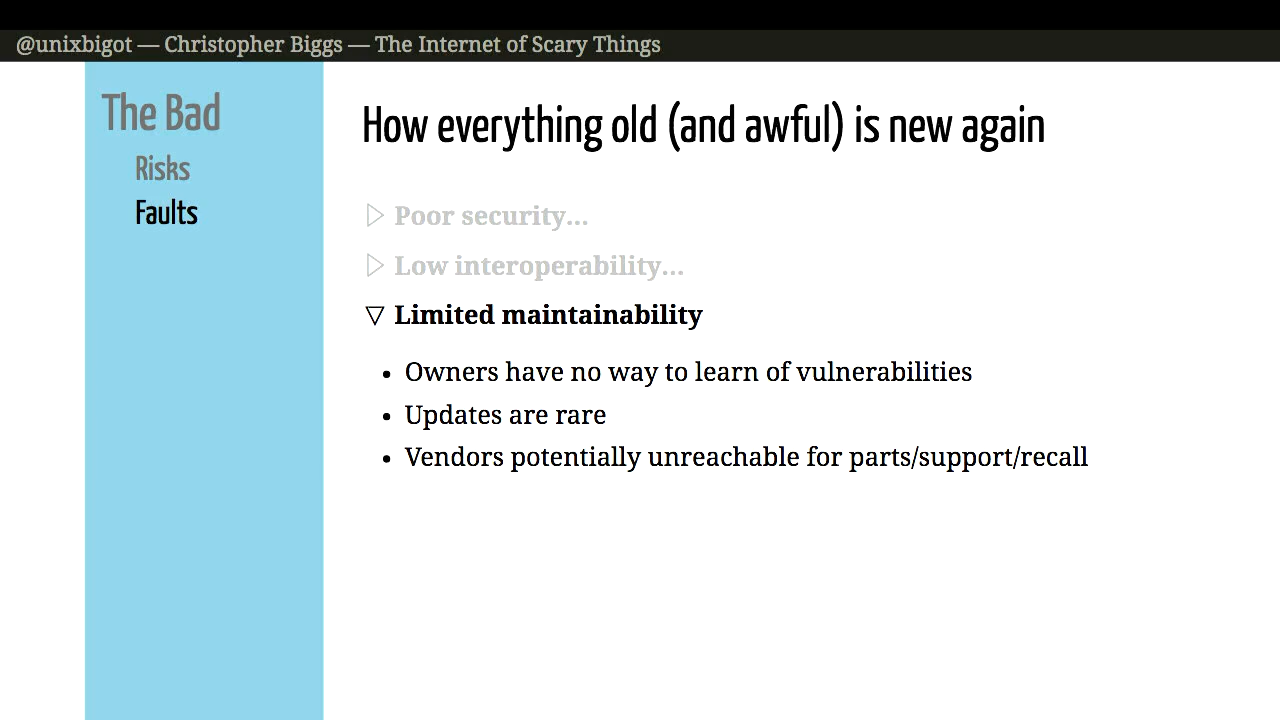 @unixbigot — Christopher Biggs — The Internet of Scary Things
The Bad
Risks
Faults
How everything old (and awful) is new again
▷ Poor security...
▷ Low interoperability...
▽ Limited maintainability
• Owners have no way to learn of vulnerabilities
• Updates are rare
• Vendors potentially unreachable for parts/support/recall